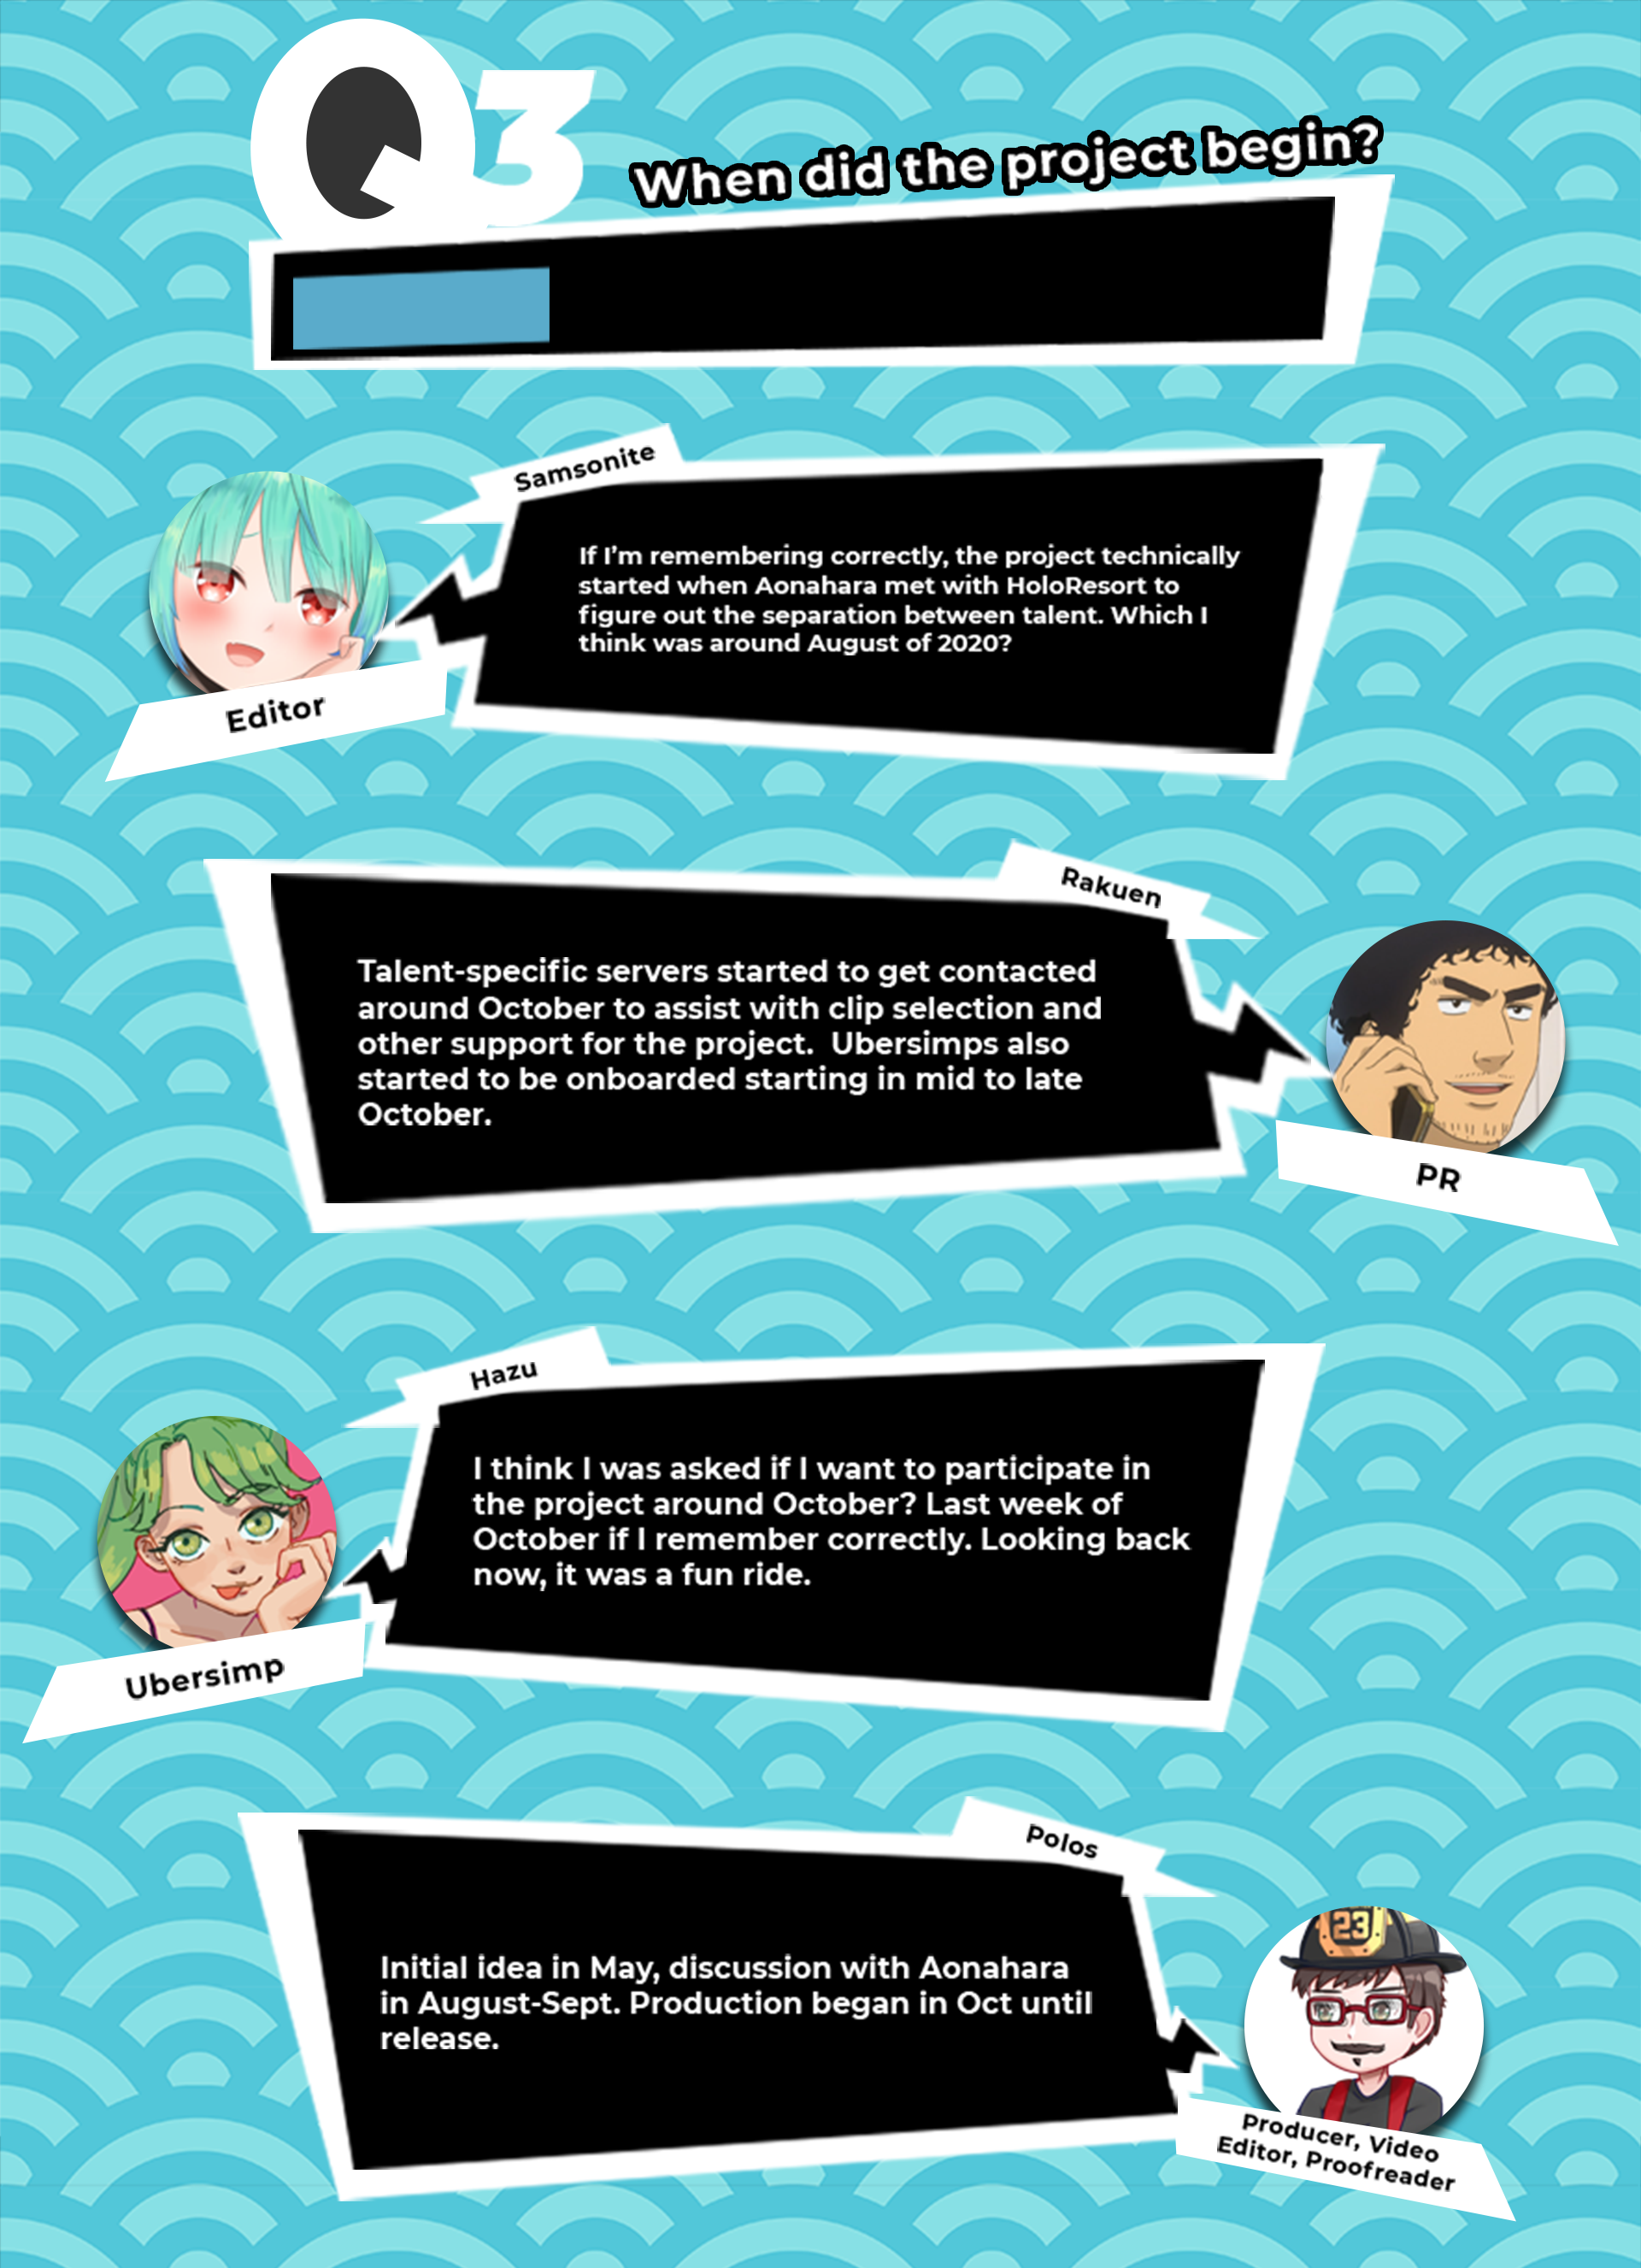 Q3
When did the project begin?
Samsonite
If I’m remembering correctly, the project technically
started when Aonahara met with HoloResort to
figure out the separation between talent. Which I
think was around August of 2020?
Editor
Rakuen
Talent-specific servers started to get contacted
around October to assist with clip selection and
other support for the project.  Ubersimps also
started to be onboarded starting in mid to late
October.
PR
Hazu
I think I was asked if I want to participate in
the project around October? Last week of
October if I remember correctly. Looking back
now, it was a fun ride.
Ubersimp
Polos
Initial idea in May, discussion with Aonahara
in August-Sept. Production began in Oct until
release.
23
Producer, Video
Editor, Proofreader